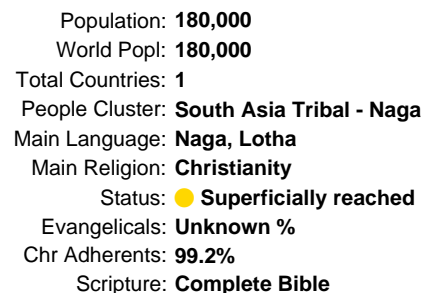 Population: 180,000
World Popl: 180,000
Total Countries: 1
People Cluster: South Asia Tribal - Naga
Main Language: Naga, Lotha
Main Religion: Christianity
Status: Superficially reached
Evangelicals: Unknown %
Chr Adherents: 99.2%
Scripture: Complete Bible